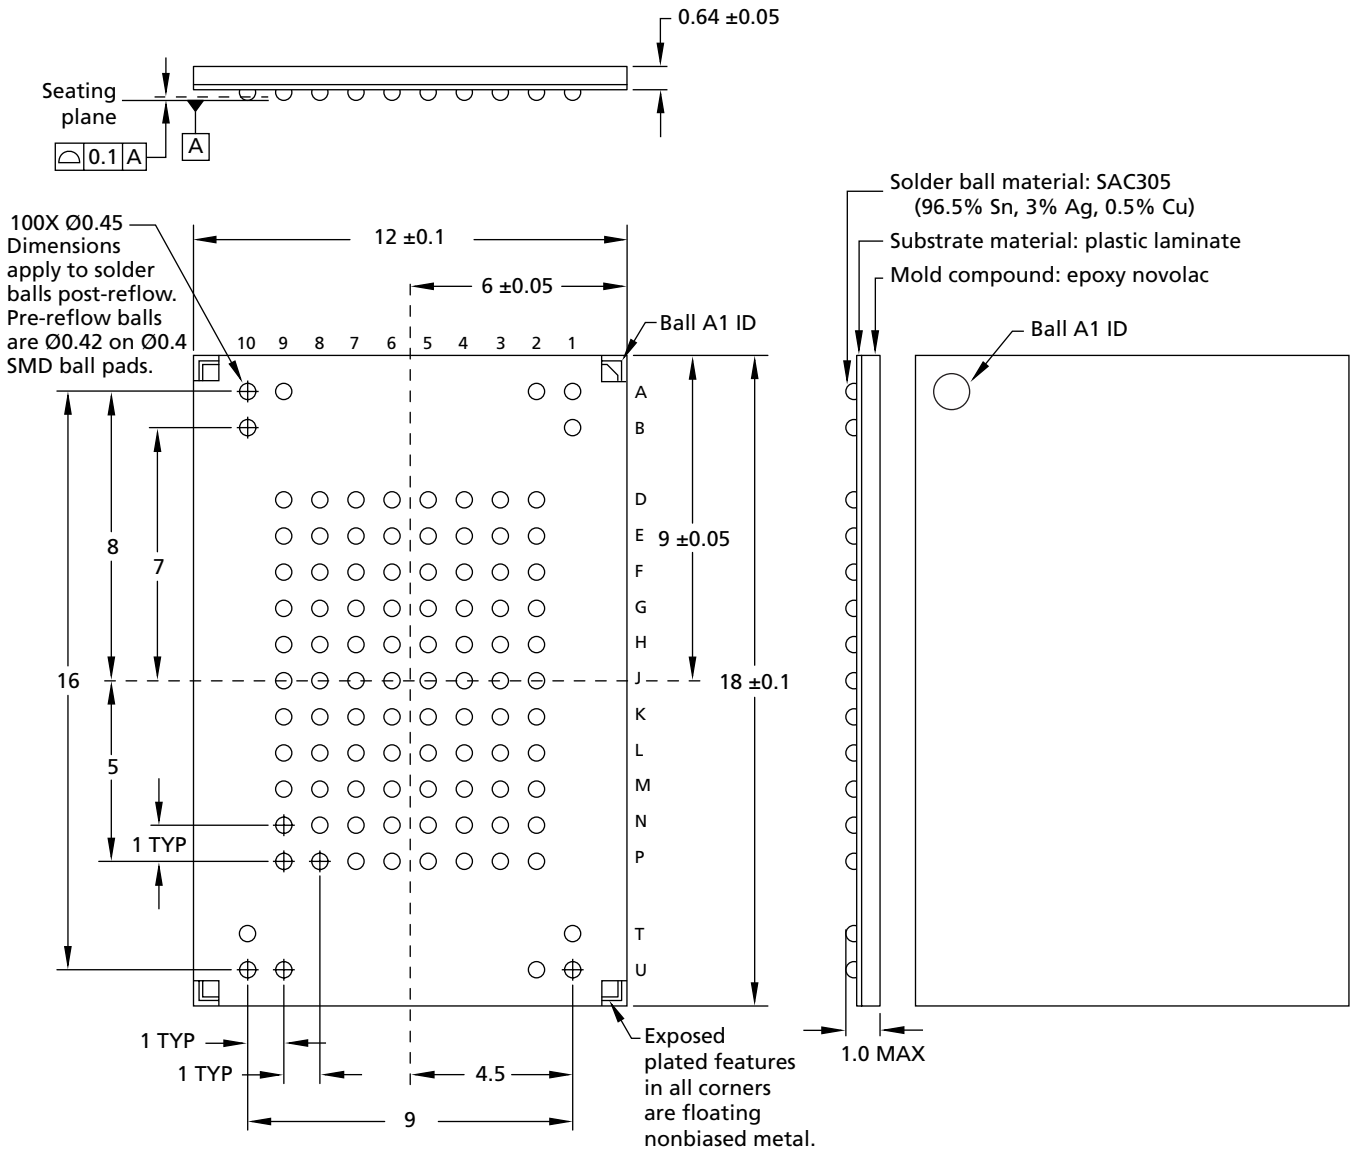 0.64 ±0.05
Seating
plane
A
0.1 A
Solder ball material: SAC305
(96.5% Sn, 3% Ag, 0.5% Cu)
Substrate material: plastic laminate
Mold compound: epoxy novolac
100X Ø0.45
Dimensions
apply to solder
balls post-reflow.
Pre-reflow balls
are Ø0.42 on Ø0.4
SMD ball pads.
12 ±0.1
6 ±0.05
Ball A1 ID
Ball A1 ID
10 9 8 7 6 5 4 3 2 1
A
B
D
E
F
G
H
J
K
L
M
N
P
T
U
9 ±0.05
8
7
16
18 ±0.1
5
1 TYP
1 TYP
1 TYP
4.5
9
Exposed
plated features
in all corners
are floating
nonbiased metal.
1.0 MAX